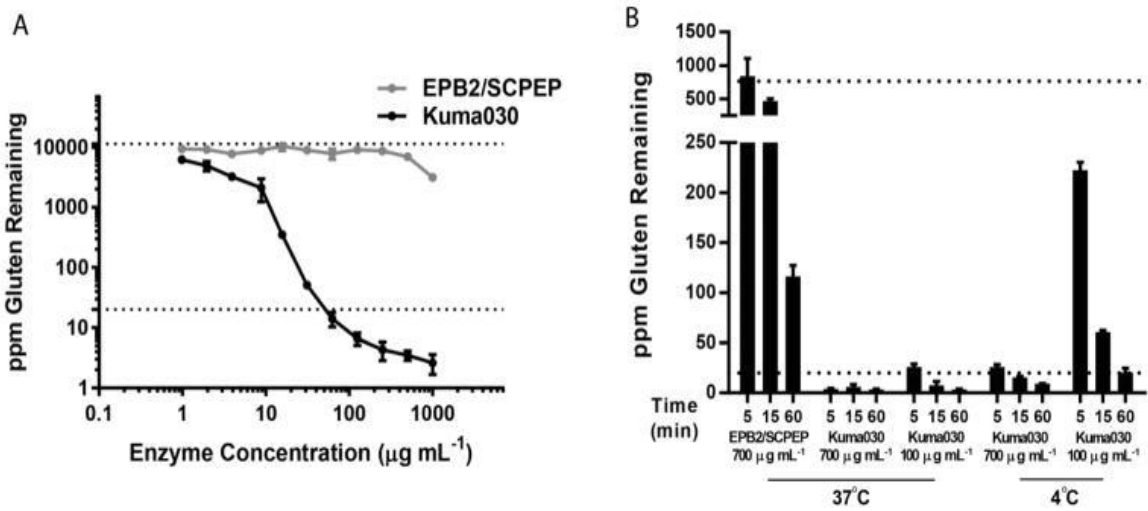 A
EPB2/SCPEP
Kuma030
10000
1000
100
10
1
ppm Gluten Remaining
0.1 1 10 100 1000
Enzyme Concentration (μg mL-1)
B
1500
1000
500
250
200
150
100
50
0
ppm Gluten Remaining
Time
(min)
5 15 60 5 15 60 5 15 60 5 15 60 5 15 60
EPB2/SCPEP Kuma030 Kuma030 Kuma030 Kuma030
700 μg mL-1 700 μg mL-1 100 μg mL-1 700 μg mL-1 100 μg mL-1
37°C 4°C